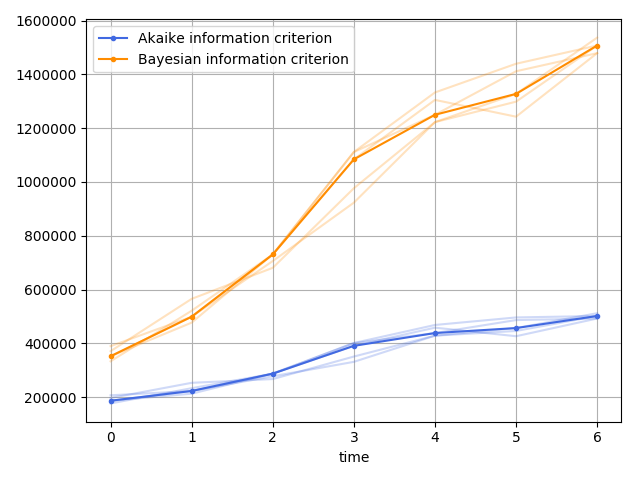 Akaike information criterion
Bayesian information criterion
1600000
1400000
1200000
1000000
800000
600000
400000
200000
0 1 2 3 4 5 6
time